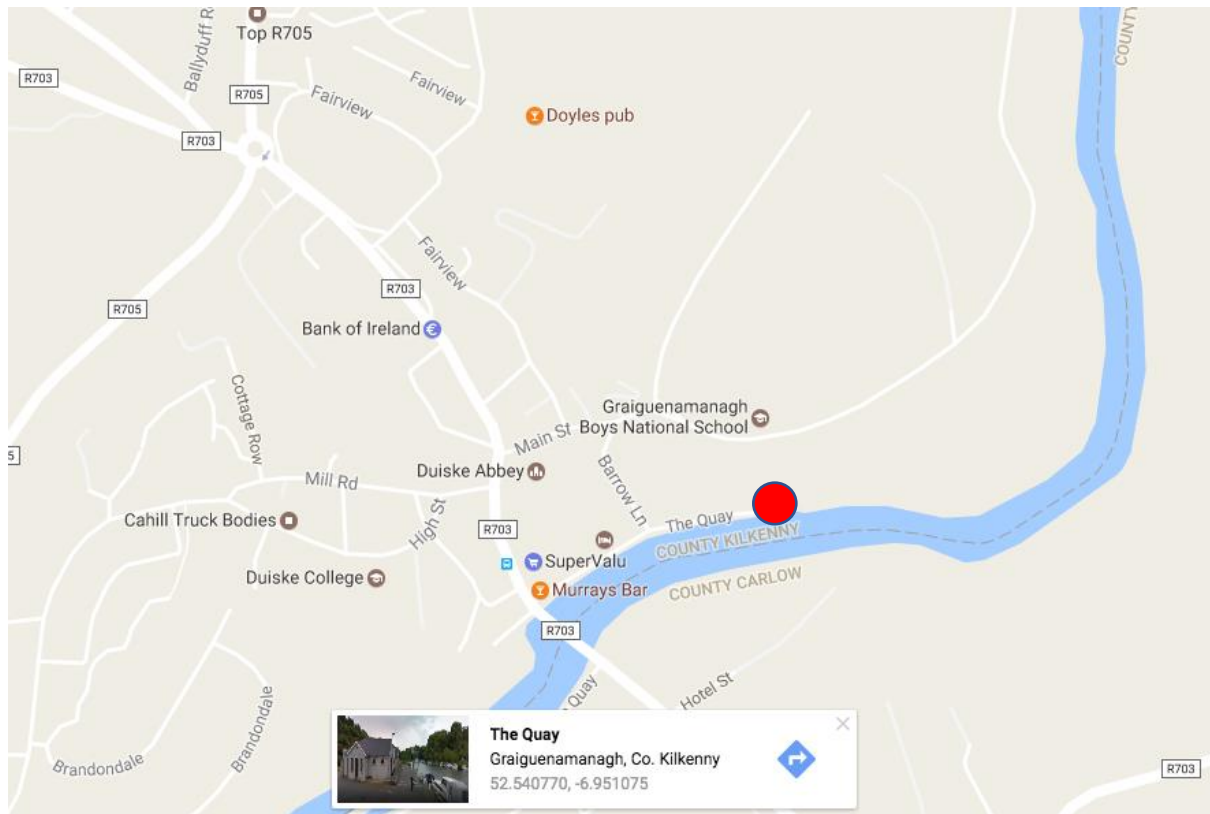 Top R705
Ballyduff R
COUNTY
R703
R705
Fairview
Fairview
Doyles pub
R703
Fairview
R703
R705
Bank of Ireland
Cottage Row
Graiguenamanagh
Boys National School
Main St
5
Duiske Abbey
Barrow Ln
Mill Rd
High St
Cahill Truck Bodies
The Quay
R703
COUNTY KILKENNY
SuperValu
Duiske College
COUNTY CARLOW
Murrays Bar
R703
Quay
Hotel St
Brandondale
Brandondale
The Quay
Graiguenamanagh, Co. Kilkenny
52.540770, -6.951075
R703